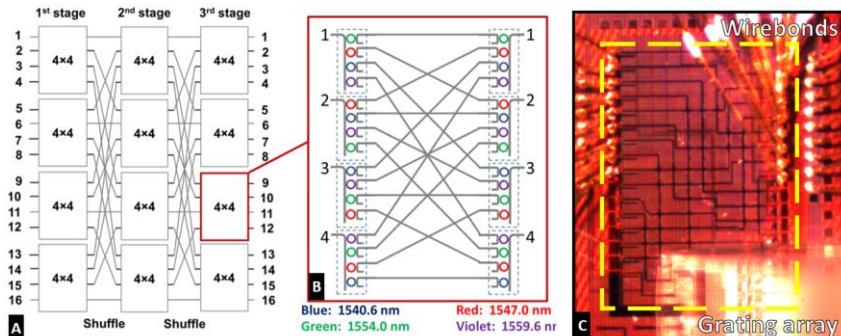 1st stage 2nd stage 3rd stage
1 4×4 4×4 4×4 1
2 2
3 3
4 4
5 4×4 4×4 4×4 5
6 6
7 7
8 8
9 4×4 4×4 4×4 9
10 10
11 11
12 12
13 4×4 4×4 4×4 13
14 14
15 15
16 16
A Shuffle Shuffle
1 1
2 2
3 3
4 4
B
Blue: 1540.6 nm Red: 1547.0 nm
Green: 1554.0 nm Violet: 1559.6 nm
Wirebonds
C Grating array